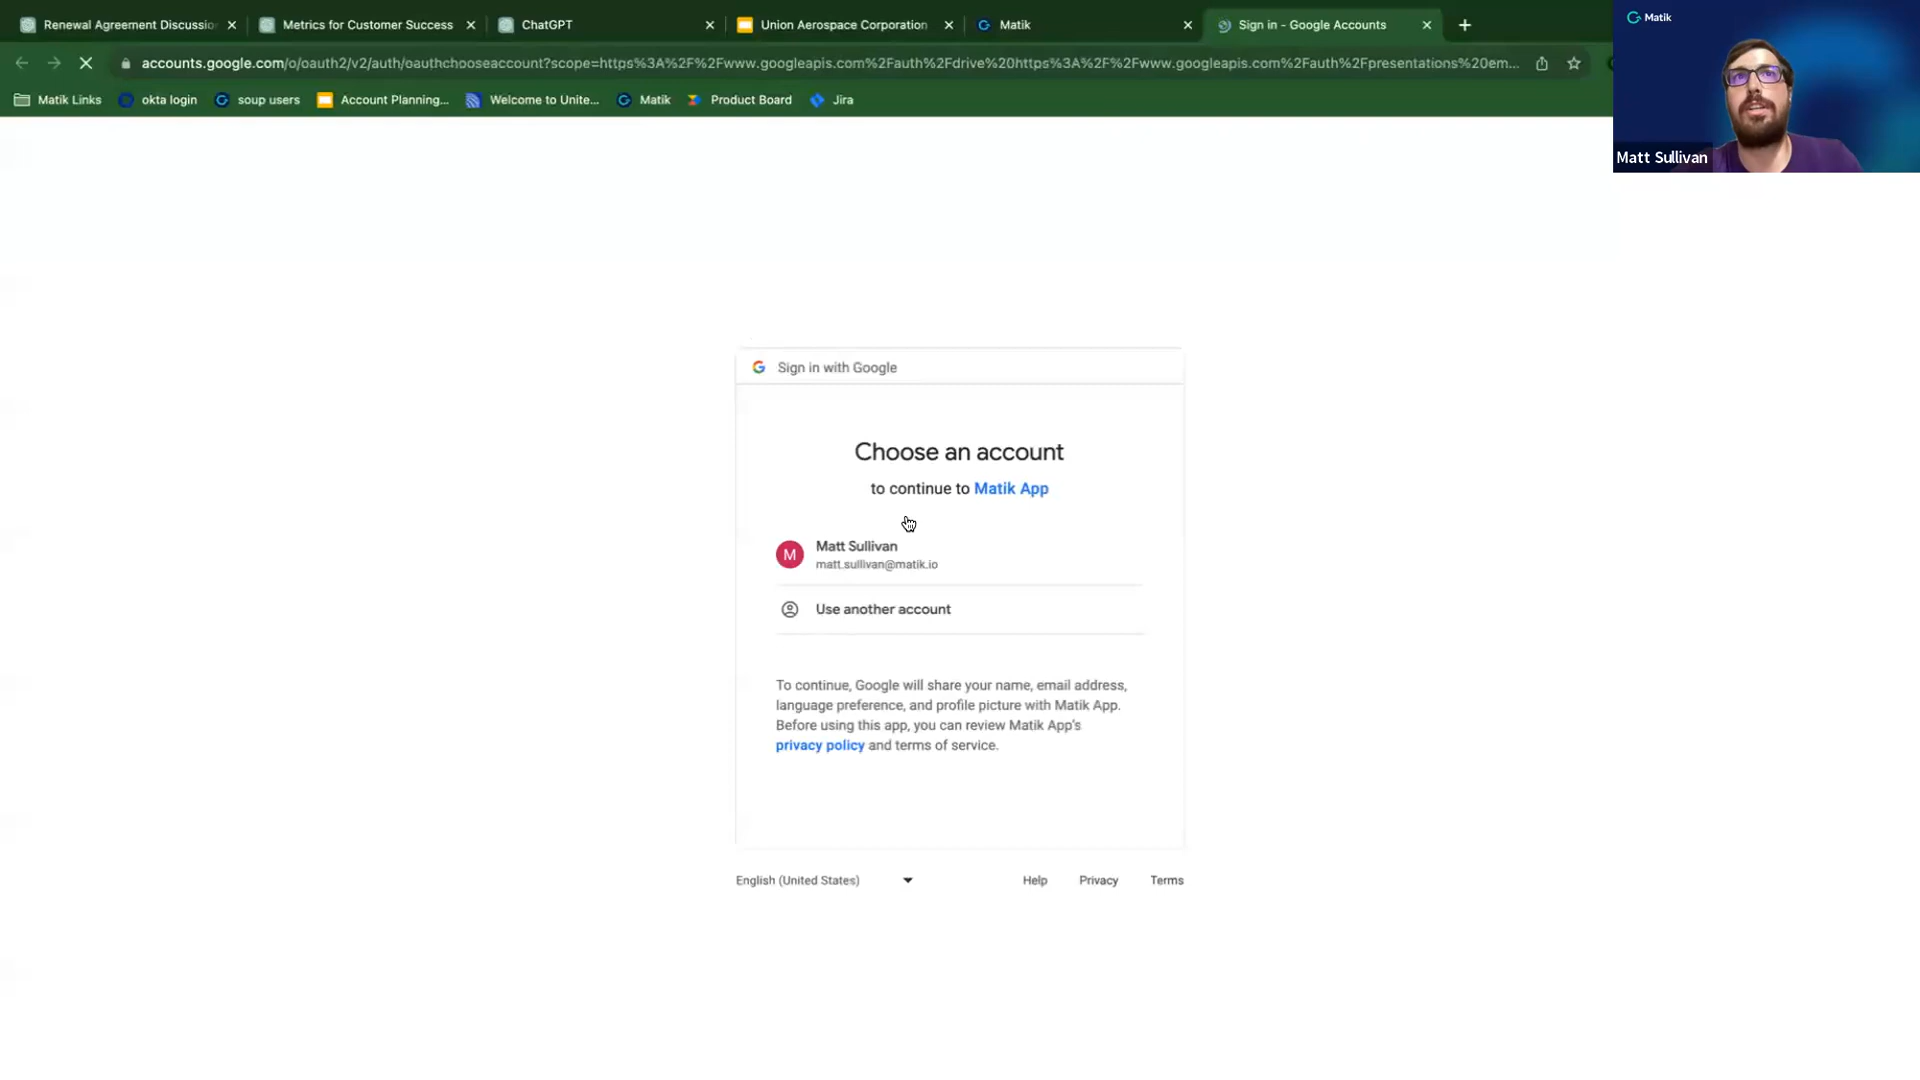 Renewal Agreement Discussio
Metrics for Customer Success
ChatGPT
Union Aerospace Corporation
Matik
Sign in - Google Accounts
Matik
accounts.google.com/o/oauth2/v2/auth/oauthchooseaccount?scope=https%3A%2F%2Fwww.googleapis.com%2Fauth%2Fdrive%20https%3A%2F%2Fwww.googleapis.com%2Fauth%2Fpresentations%20em...
Matik Links
okta login
soup users
Account Planning...
Welcome to Unite...
Matik
Product Board
Jira
Matt Sullivan
Sign in with Google
Choose an account
to continue to Matik App
M
Matt Sullivan
matt.sullivan@matik.io
Use another account
To continue, Google will share your name, email address,
language preference, and profile picture with Matik App.
Before using this app, you can review Matik App's
privacy policy and terms of service.
English (United States)
Help
Privacy
Terms